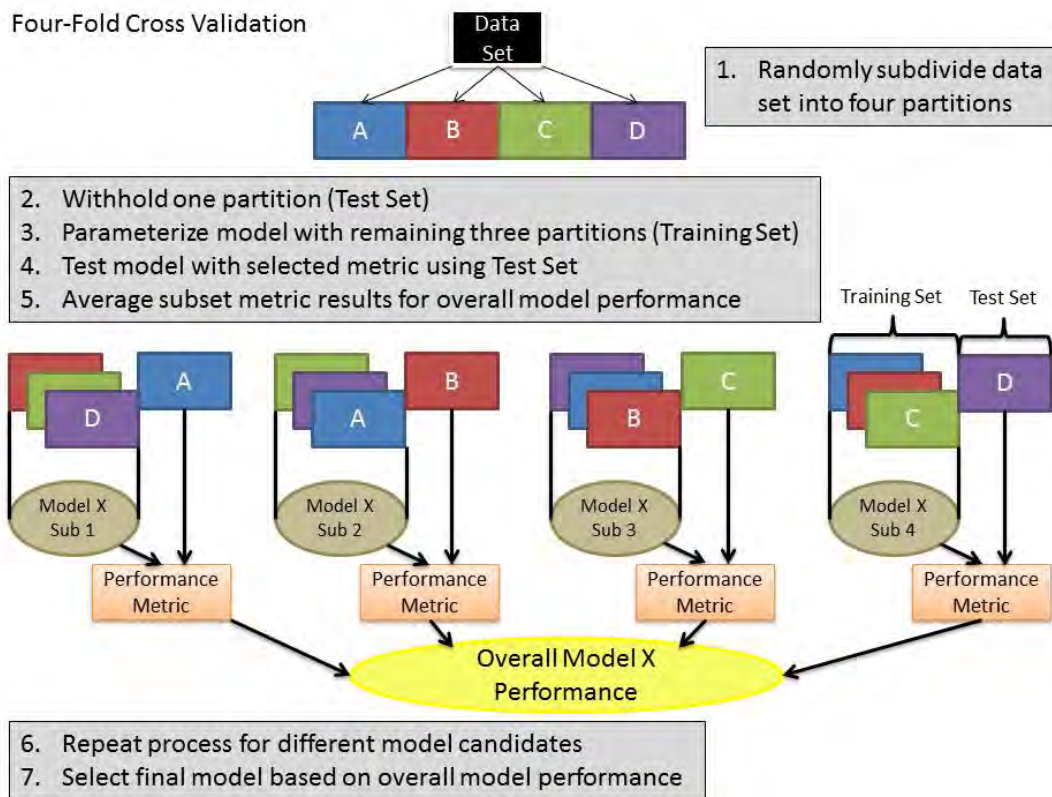 Four-Fold Cross Validation
Data
Set
1. Randomly subdivide data
set into four partitions
A B C D
2. Withhold one partition (Test Set)
3. Parameterize model with remaining three partitions (Training Set)
4. Test model with selected metric using Test Set
5. Average subset metric results for overall model performance
Training Set Test Set
D A
A B
B C
C D
Model X
Sub 1
Model X
Sub 2
Model X
Sub 3
Model X
Sub 4
Performance
Metric
Performance
Metric
Performance
Metric
Performance
Metric
Overall Model X
Performance
6. Repeat process for different model candidates
7. Select final model based on overall model performance